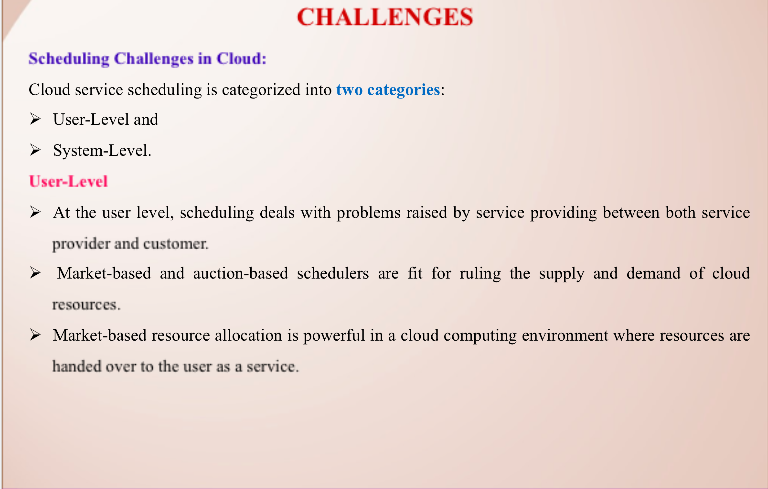 CHALLENGES
Scheduling Challenges in Cloud:
Cloud service scheduling is categorized into two categories:
➢ User-Level and
➢ System-Level.
User-Level
➢ At the user level, scheduling deals with problems raised by service providing between both service
provider and customer.
➢ Market-based and auction-based schedulers are fit for ruling the supply and demand of cloud
resources.
➢ Market-based resource allocation is powerful in a cloud computing environment where resources are
handed over to the user as a service.